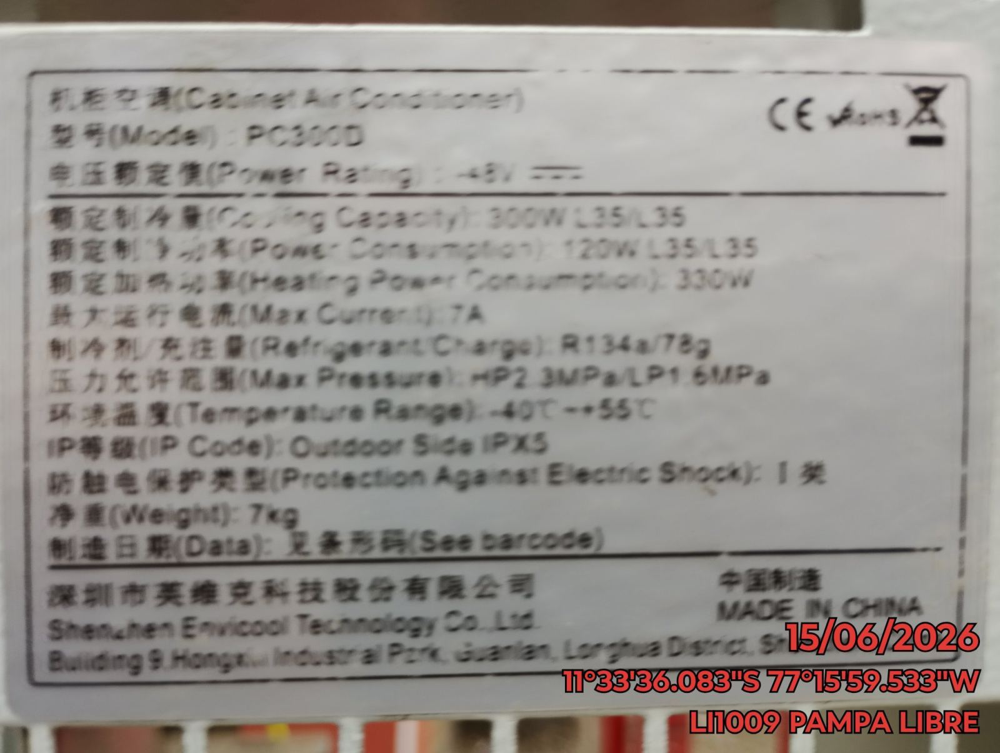 机柜空调(Cabinet Air Conditioner)
CE RoHS
型号(Model) : PC300D
电压额定值(Power Rating) : -48V
额定制冷量(Cooling Capacity): 300W L35/L35
额定制冷功率(Power Consumption): 120W L35/L35
额定加热功率(Heating Power Consumption): 330W
最大运行电流(Max Current):7A
制冷剂/充注量(Refrigerant/Charge): R134a/78g
压力允许范围(Max Pressure): HP2.3MPa/LP1.6MPa
环境温度(Temperature Range): -40℃~+55℃
IP等级(IP Code): Outdoor Side IPX5
防触电保护类型(Protection Against Electric Shock): I 类
净重(Weight): 7kg
制造日期(Data): 见条形码(See barcode)
深圳市英维克科技股份有限公司
Shenzhen Envicool Technology Co.,Ltd.
中国制造
MADE IN CHINA
Building 9,Industrial Park, Guanlan, Longhua District,
15/06/2026
11°33'36.083"S 77°15'59.533"W
LI1009 PAMPA LIBRE